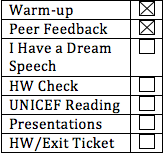 Warm-up
Peer Feedback
I Have a Dream
Speech
HW Check
UNICEF Reading
Presentations
HW/Exit Ticket